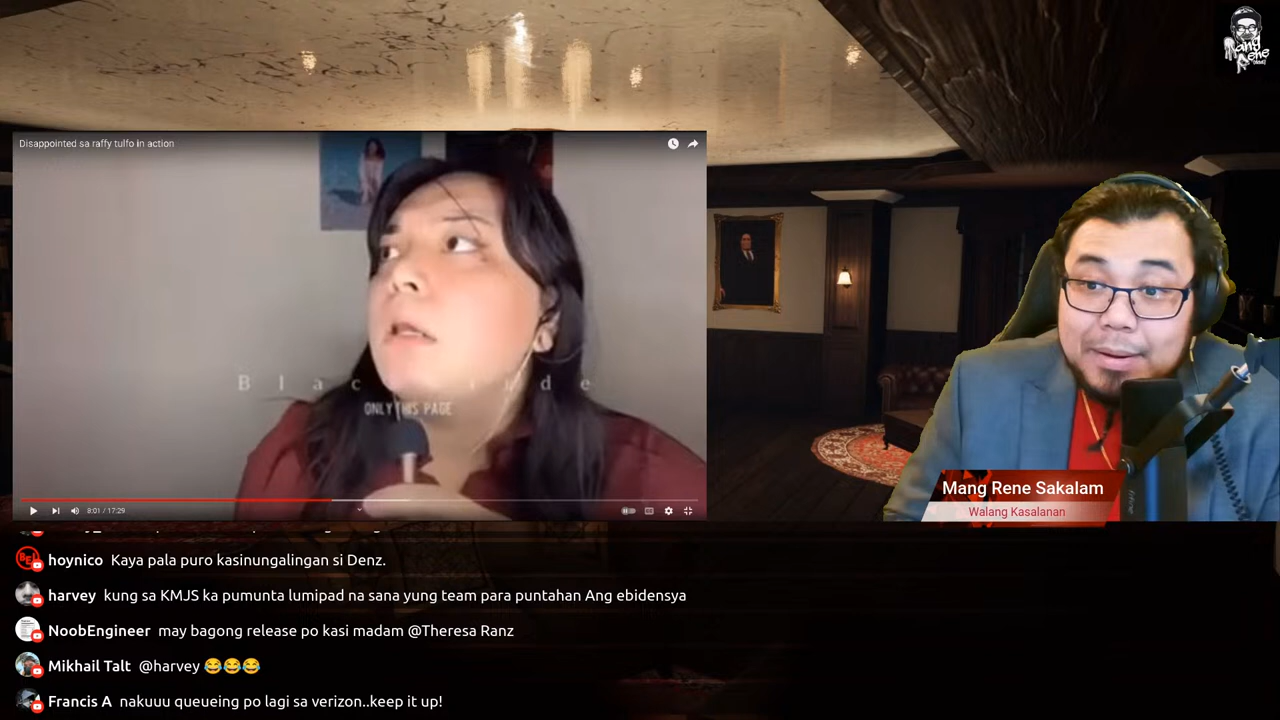 Mang Rene
Disappointed sa raffy tulfo in action
ONLY THIS PAGE
9:01 / 17:29
Mang Rene Sakalam
Walang Kasalanan
hoynico Kaya pala puro kasinungalingan si Denz.
harvey kung sa KMJS ka pumunta lumipad na sana yung team para puntahan Ang ebidensya
NoobEngineer may bagong release po kasi madam @Theresa Ranz
Mikhail Talt @harvey 😂😂😂
Francis A nakuuu queueing po lagi sa verizon..keep it up!